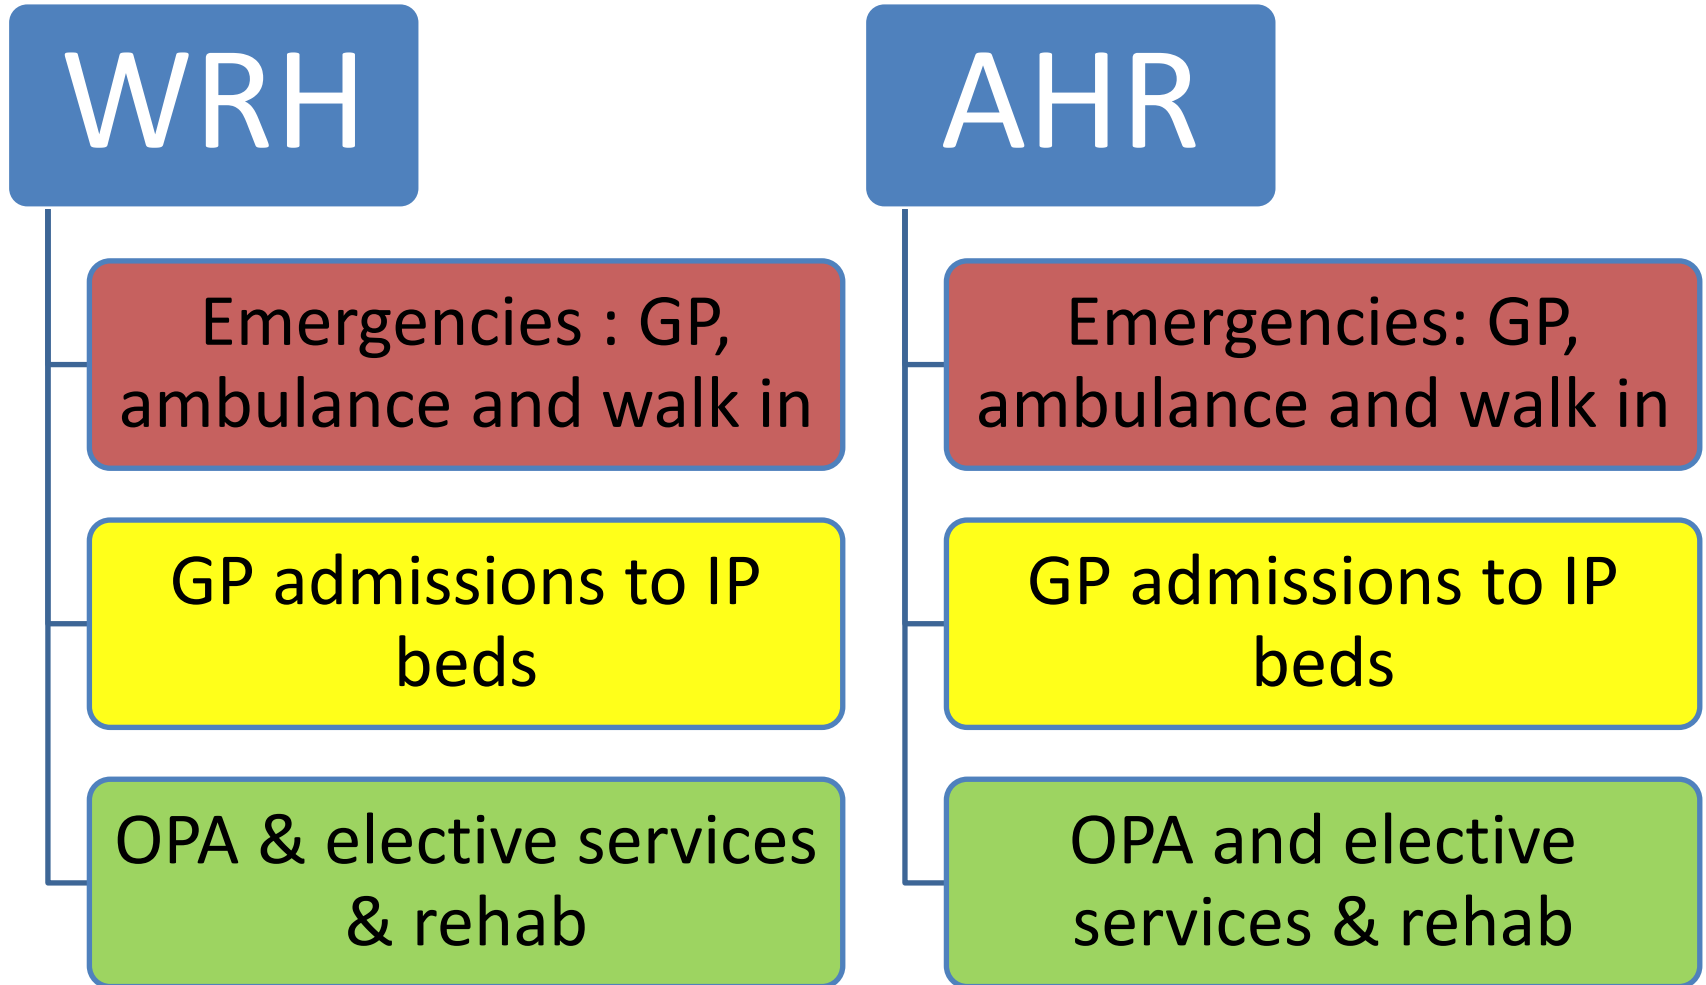 WRH
Emergencies : GP,
ambulance and walk in
GP admissions to IP
beds
OPA & elective services
& rehab
AHR
Emergencies: GP,
ambulance and walk in
GP admissions to IP
beds
OPA and elective
services & rehab